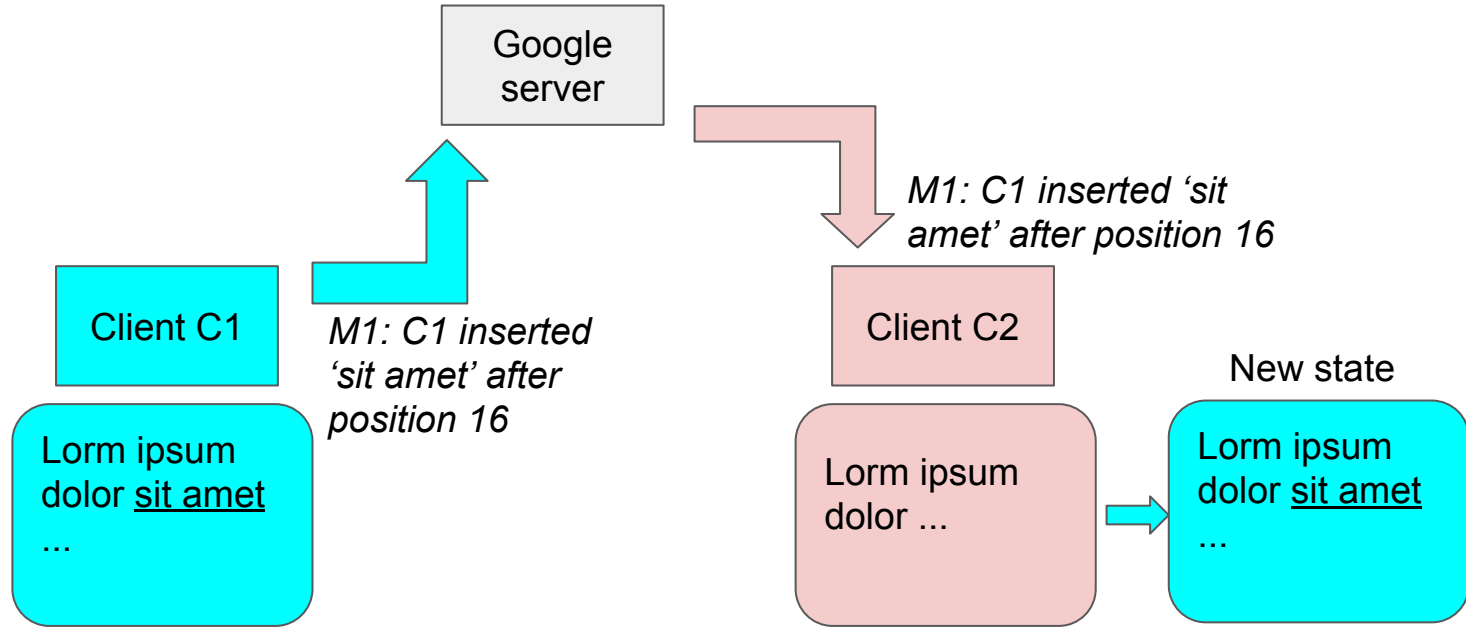 Google
server
M1: C1 inserted ‘sit
amet’ after position 16
Client C1
M1: C1 inserted
‘sit amet’ after
position 16
Client C2
New state
Lorm ipsum
dolor sit amet
...
Lorm ipsum
dolor ...
Lorm ipsum
dolor sit amet
...